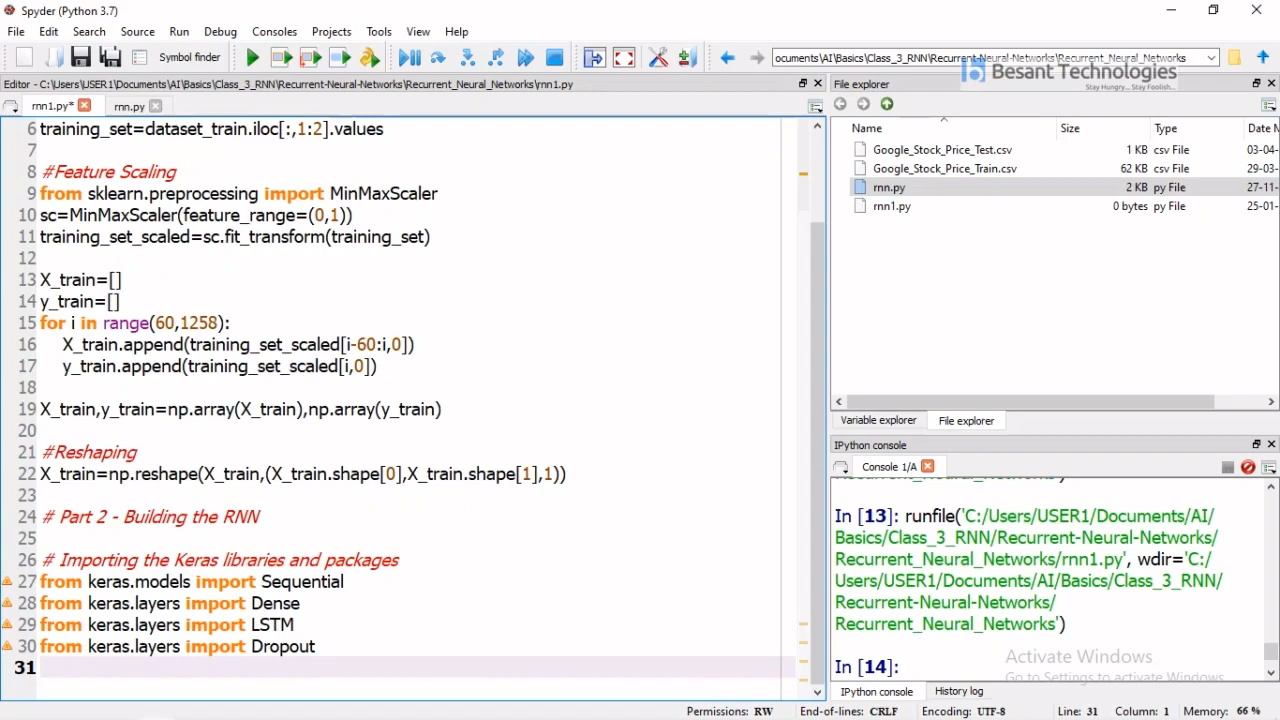 Spyder (Python 3.7)
File Edit Search Source Run Debug Consoles Projects Tools View Help
Symbol finder
ocuments\AI\Basics\Class_3_RNN\Recurrent-Neural-Networks\Recurrent_Neural_Networks
Besant Technologies
Stay Hungry... Stay Foolish...
Editor - C:\Users\USER1\Documents\AI\Basics\Class_3_RNN\Recurrent-Neural-Networks\Recurrent_Neural_Networks\rnn1.py
rnn1.py* rnn.py
6 training_set=dataset_train.iloc[:,1:2].values
7
8 #Feature Scaling
9 from sklearn.preprocessing import MinMaxScaler
10 sc=MinMaxScaler(feature_range=(0,1))
11 training_set_scaled=sc.fit_transform(training_set)
12
13 X_train=[]
14 y_train=[]
15 for i in range(60,1258):
16 X_train.append(training_set_scaled[i-60:i,0])
17 y_train.append(training_set_scaled[i,0])
18
19 X_train,y_train=np.array(X_train),np.array(y_train)
20
21 #Reshaping
22 X_train=np.reshape(X_train,(X_train.shape[0],X_train.shape[1],1))
23
24 # Part 2 - Building the RNN
25
26 # Importing the Keras libraries and packages
27 from keras.models import Sequential
28 from keras.layers import Dense
29 from keras.layers import LSTM
30 from keras.layers import Dropout
31
File explorer
Name Size Type Date M
Google_Stock_Price_Test.csv 1 KB csv File 03-04-
Google_Stock_Price_Train.csv 62 KB csv File 29-03-
rnn.py 2 KB py File 27-11-
rnn1.py 0 bytes py File 25-01-
Variable explorer File explorer
IPython console
Console 1/A
In [13]: runfile('C:/Users/USER1/Documents/AI/
Basics/Class_3_RNN/Recurrent-Neural-Networks/
Recurrent_Neural_Networks/rnn1.py', wdir='C:/
Users/USER1/Documents/AI/Basics/Class_3_RNN/
Recurrent-Neural-Networks/
Recurrent_Neural_Networks')
In [14]:
Activate Windows
Go to Settings to activate Windows.
IPython console History log
Permissions: RW End-of-lines: CRLF Encoding: UTF-8 Line: 31 Column: 1 Memory: 66 %